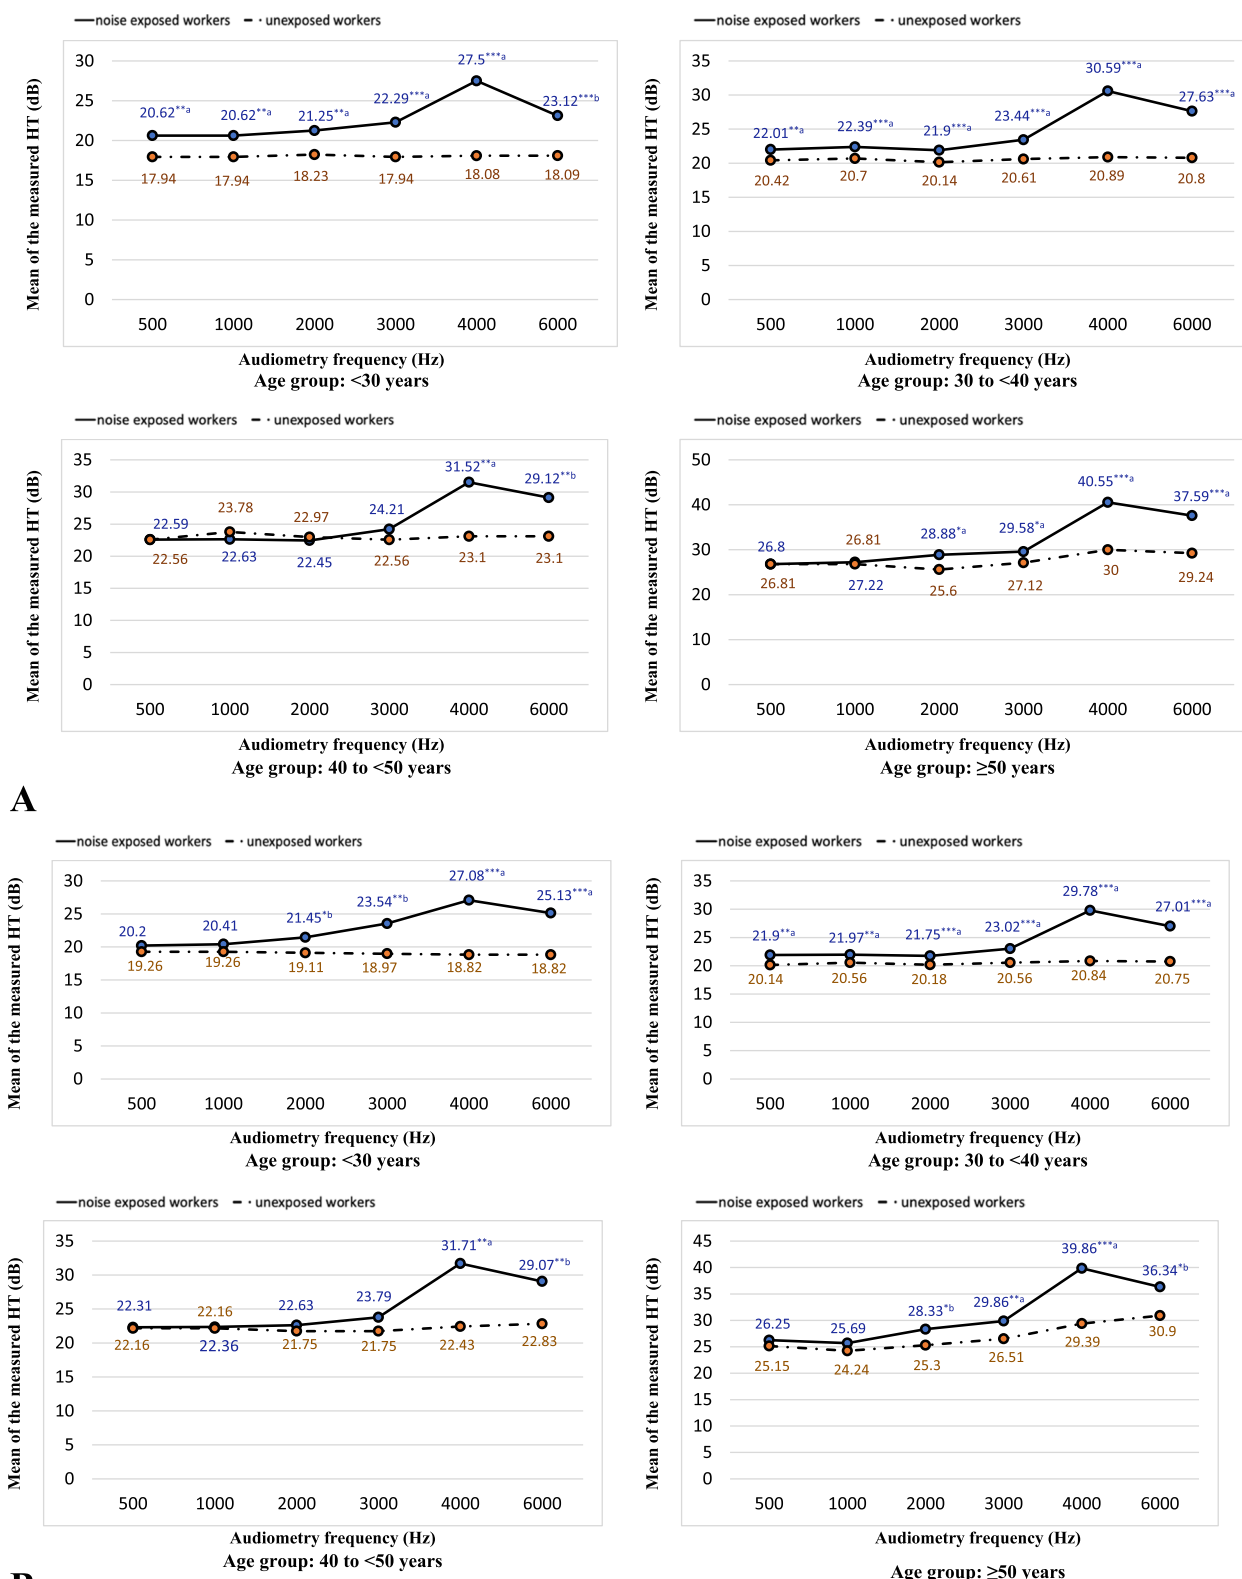 noise exposed workers unexposed workers
Mean of the measured HT (dB)
30
25
20
15
10
5
0
20.62**a 20.62**a 21.25**a 22.29***a 27.5***a 23.12***b
17.94 17.94 18.23 17.94 18.08 18.09
500 1000 2000 3000 4000 6000
Audiometry frequency (Hz)
Age group: <30 years
noise exposed workers unexposed workers
Mean of the measured HT (dB)
35
30
25
20
15
10
5
0
22.01**a 22.39***a 21.9***a 23.44***a 30.59***a 27.63***a
20.42 20.7 20.14 20.61 20.89 20.8
500 1000 2000 3000 4000 6000
Audiometry frequency (Hz)
Age group: 30 to <40 years
noise exposed workers unexposed workers
Mean of the measured HT (dB)
35
30
25
20
15
10
5
0
22.59 23.78 22.97 24.21 31.52**a 29.12**b
22.56 22.63 22.45 22.56 23.1 23.1
500 1000 2000 3000 4000 6000
Audiometry frequency (Hz)
Age group: 40 to <50 years
noise exposed workers unexposed workers
Mean of the measured HT (dB)
50
40
30
20
10
0
26.8 26.81 28.88*a 29.58*a 40.55***a 37.59***a
26.81 27.22 25.6 27.12 30 29.24
500 1000 2000 3000 4000 6000
Audiometry frequency (Hz)
Age group: ≥50 years
A
noise exposed workers unexposed workers
Mean of the measured HT (dB)
30
25
20
15
10
5
0
20.2 20.41 21.45*b 23.54**b 27.08***a 25.13***a
19.26 19.26 19.11 18.97 18.82 18.82
500 1000 2000 3000 4000 6000
Audiometry frequency (Hz)
Age group: <30 years
noise exposed workers unexposed workers
Mean of the measured HT (dB)
35
30
25
20
15
10
5
0
21.9**a 21.97**a 21.75***a 23.02***a 29.78***a 27.01***a
20.14 20.56 20.18 20.56 20.84 20.75
500 1000 2000 3000 4000 6000
Audiometry frequency (Hz)
Age group: 30 to <40 years
noise exposed workers unexposed workers
Mean of the measured HT (dB)
35
30
25
20
15
10
5
0
22.31 22.16 22.63 23.79 31.71**a 29.07**b
22.16 22.36 21.75 21.75 22.43 22.83
500 1000 2000 3000 4000 6000
Audiometry frequency (Hz)
Age group: 40 to <50 years
noise exposed workers unexposed workers
Mean of the measured HT (dB)
45
40
35
30
25
20
15
10
5
0
26.25 25.69 28.33*b 29.86**a 39.86***a 36.34*b
25.15 24.24 25.3 26.51 29.39 30.9
500 1000 2000 3000 4000 6000
Audiometry frequency (Hz)
Age group: ≥50 years